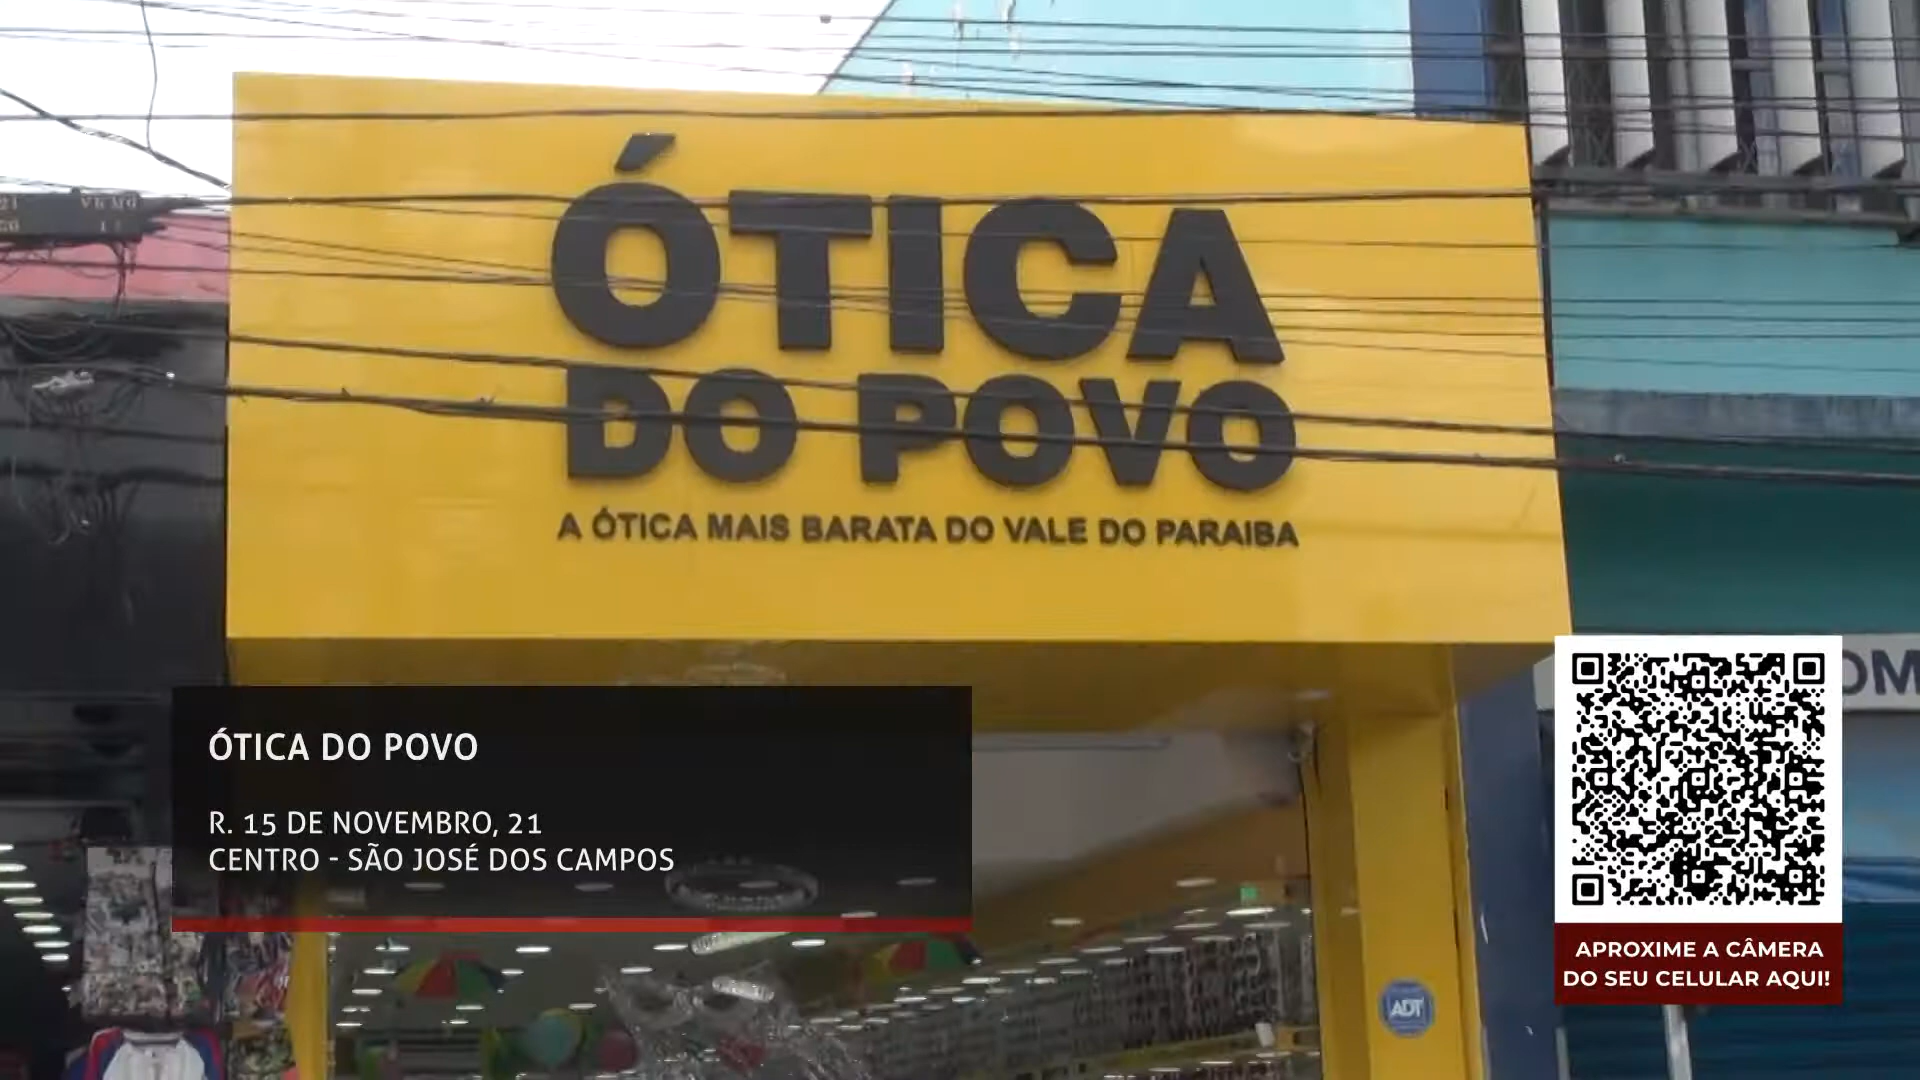 ÓTICA
DO POVO
A ÓTICA MAIS BARATA DO VALE DO PARAIBA
ÓTICA DO POVO
R. 15 DE NOVEMBRO, 21
CENTRO - SÃO JOSÉ DOS CAMPOS
OM
ADT
APROXIME A CÂMERA
DO SEU CELULAR AQUI!